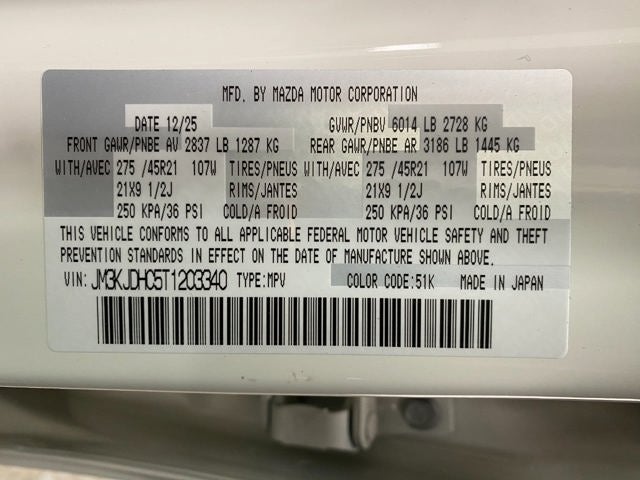 MFD. BY MAZDA MOTOR CORPORATION
DATE 12/25 GVWR/PNBV 6014 LB 2728 KG
FRONT GAWR/PNBE AV 2837 LB 1287 KG REAR GAWR/PNBE AR 3186 LB 1445 KG
WITH/AVEC 275 /45R21 107W TIRES/PNEUS WITH/AVEC 275 /45R21 107W TIRES/PNEUS
21X9 1/2J RIMS/JANTES 21X9 1/2J RIMS/JANTES
250 KPA/36 PSI COLD/A FROID 250 KPA/36 PSI COLD/A FROID
THIS VEHICLE CONFORMS TO ALL APPLICABLE FEDERAL MOTOR VEHICLE SAFETY AND THEFT
PREVENTION STANDARDS IN EFFECT ON THE DATE OF MANUFACTURE SHOWN ABOVE.
VIN: JM3KJDHC5T1203340 TYPE:MPV COLOR CODE:51K MADE IN JAPAN